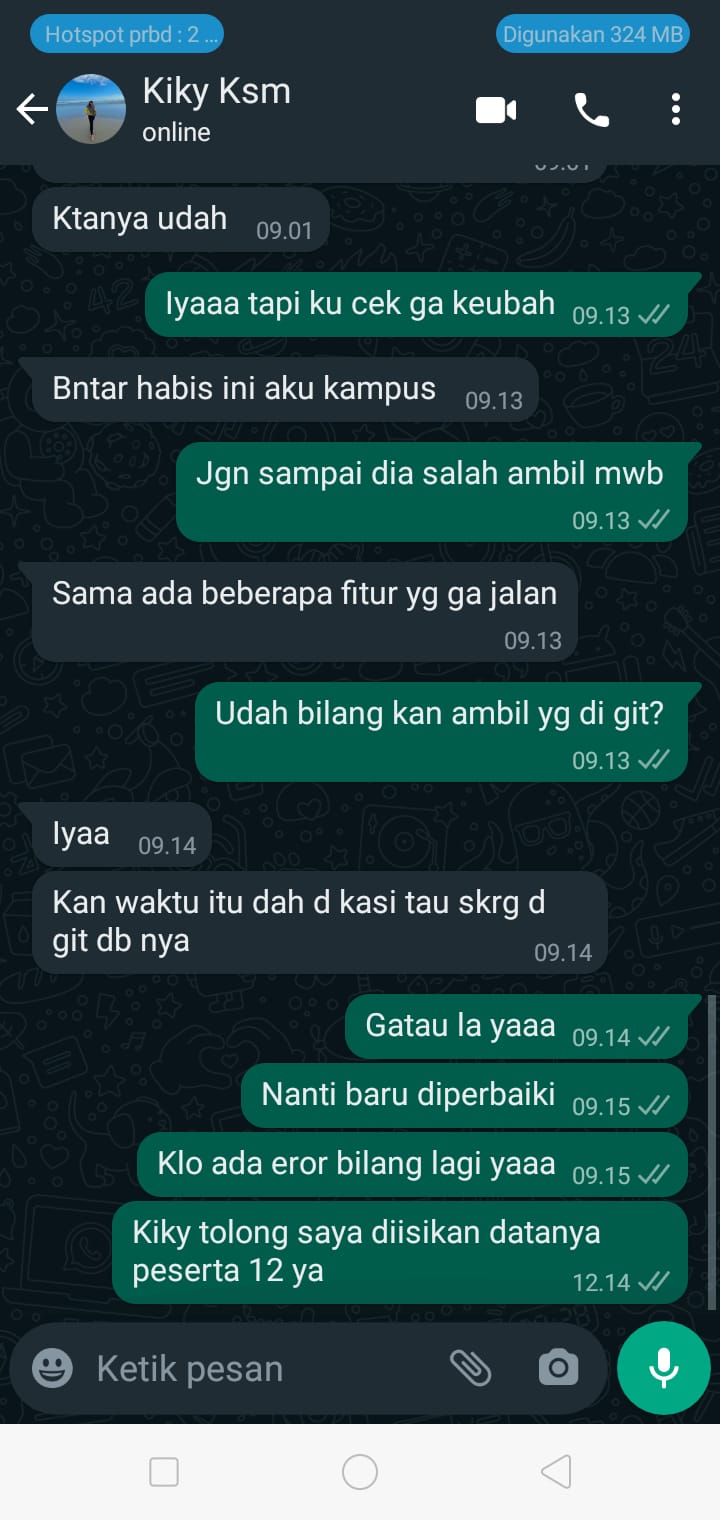 Hotspot prbd : 2 ...
Digunakan 324 MB
Kiky Ksm
online
Ktanya udah 09.01
Iyaaa tapi ku cek ga keubah 09.13
Bntar habis ini aku kampus 09.13
Jgn sampai dia salah ambil mwb
09.13
Sama ada beberapa fitur yg ga jalan
09.13
Udah bilang kan ambil yg di git?
09.13
Iyaa 09.14
Kan waktu itu dah d kasi tau skrg d
git db nya 09.14
Gatau la yaaa 09.14
Nanti baru diperbaiki 09.15
Klo ada eror bilang lagi yaaa 09.15
Kiky tolong saya diisikan datanya
peserta 12 ya 12.14
Ketik pesan